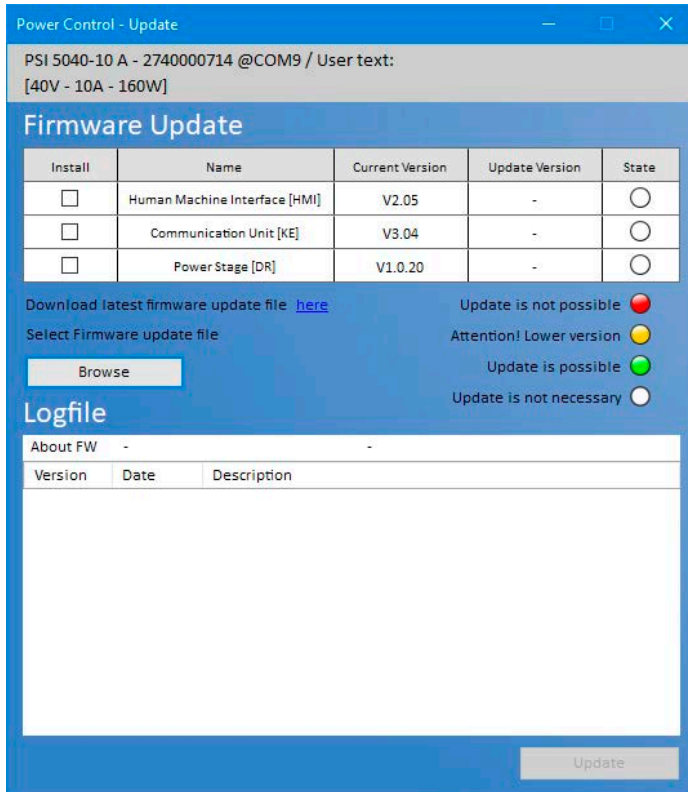 Power Control - Update
PSI 5040-10 A - 2740000714 @COM9 / User text:
[40V - 10A - 160W]
Firmware Update
Install Name Current Version Update Version State
Human Machine Interface [HMI] V2.05 -
Communication Unit [KE] V3.04 -
Power Stage [DR] V1.0.20 -
Download latest firmware update file here
Update is not possible
Select Firmware update file
Attention! Lower version
Browse
Update is possible
Update is not necessary
Logfile
About FW - -
Version Date Description
Update